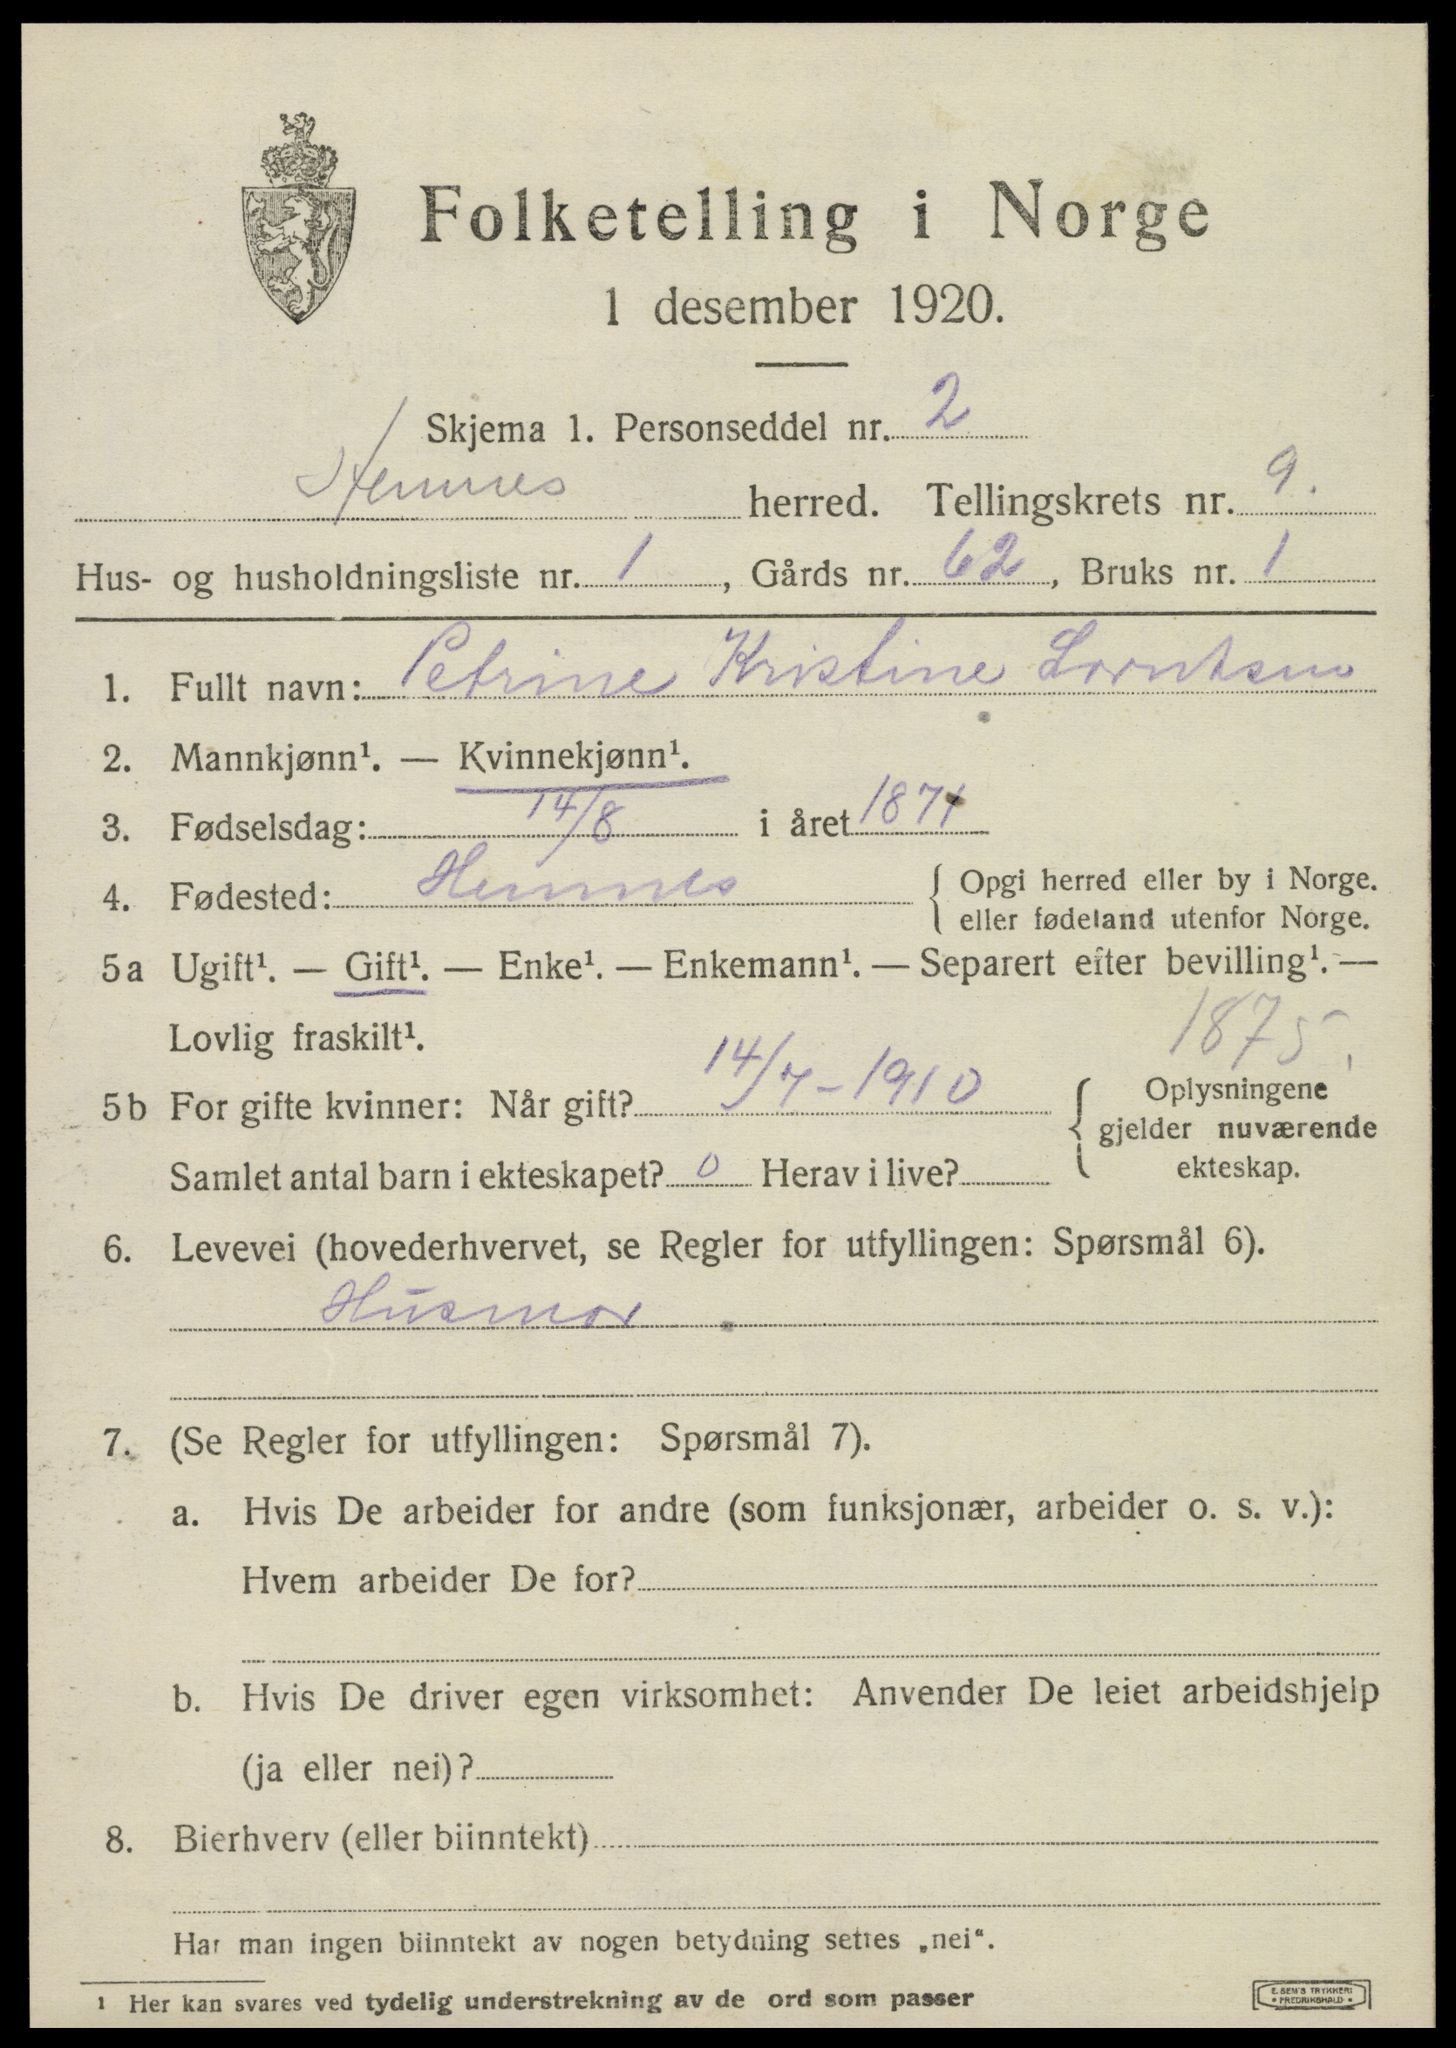 Folketelling i Norge
1 desember 1920.
Skjema 1. Personseddel nr. 2
Hemnes herred. Tellingskrets nr. 9.
Hus- og husholdningsliste nr. 1, Gårds nr. 62, Bruks nr. 1
1. Fullt navn: Petrine Kristine Lorntsen
2. Mannkjønn¹. — Kvinnekjønn¹.
3. Fødselsdag: 14/8 i året 1871
4. Fødested: Hemnes { Opgi herred eller by i Norge.
eller fødeland utenfor Norge.
5a Ugift¹. — Gift¹. — Enke¹. — Enkemann¹. — Separert efter bevilling¹. —
Lovlig fraskilt¹. 1875.
5b For gifte kvinner: Når gift? 14/7-1910 { Oplysningene
gjelder nuværende
Samlet antal barn i ekteskapet? 0 Herav i live? ekteskap.
6. Levevei (hovederhvervet, se Regler for utfyllingen: Spørsmål 6).
Husmor
7. (Se Regler for utfyllingen: Spørsmål 7).
a. Hvis De arbeider for andre (som funksjonær, arbeider o. s. v.):
Hvem arbeider De for?
b. Hvis De driver egen virksomhet: Anvender De leiet arbeidshjelp
(ja eller nei)?
8. Bierhverv (eller biinntekt)
Har man ingen biinntekt av nogen betydning settes „nei“.
¹ Her kan svares ved tydelig understrekning av de ord som passer
E. SEM'S TRYKKERI
• FREDRIKSHALD •